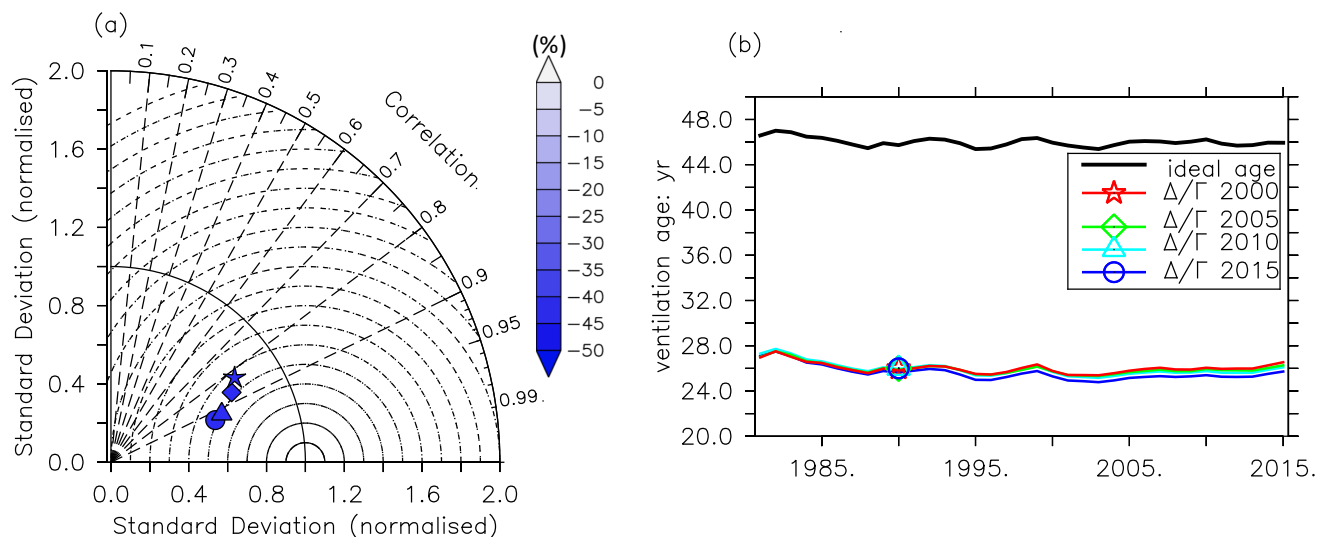 (a)
0.1
0.2
0.3
0.4
0.5
0.6
0.7
0.8
0.9
0.95
0.99.
Correlation.
2.0
1.6
1.2
0.8
0.4
0.0
Standard Deviation (normalised)
0.0 0.4 0.8 1.2 1.6 2.0
Standard Deviation (normalised)
(%)
0
−5
−10
−15
−20
−25
−30
−35
−40
−45
−50
(b)
48.0
44.0
40.0
36.0
32.0
28.0
24.0
20.0
ventilation age: yr
ideal age
Δ/Γ 2000
Δ/Γ 2005
Δ/Γ 2010
Δ/Γ 2015
1985. 1995. 2005. 2015.